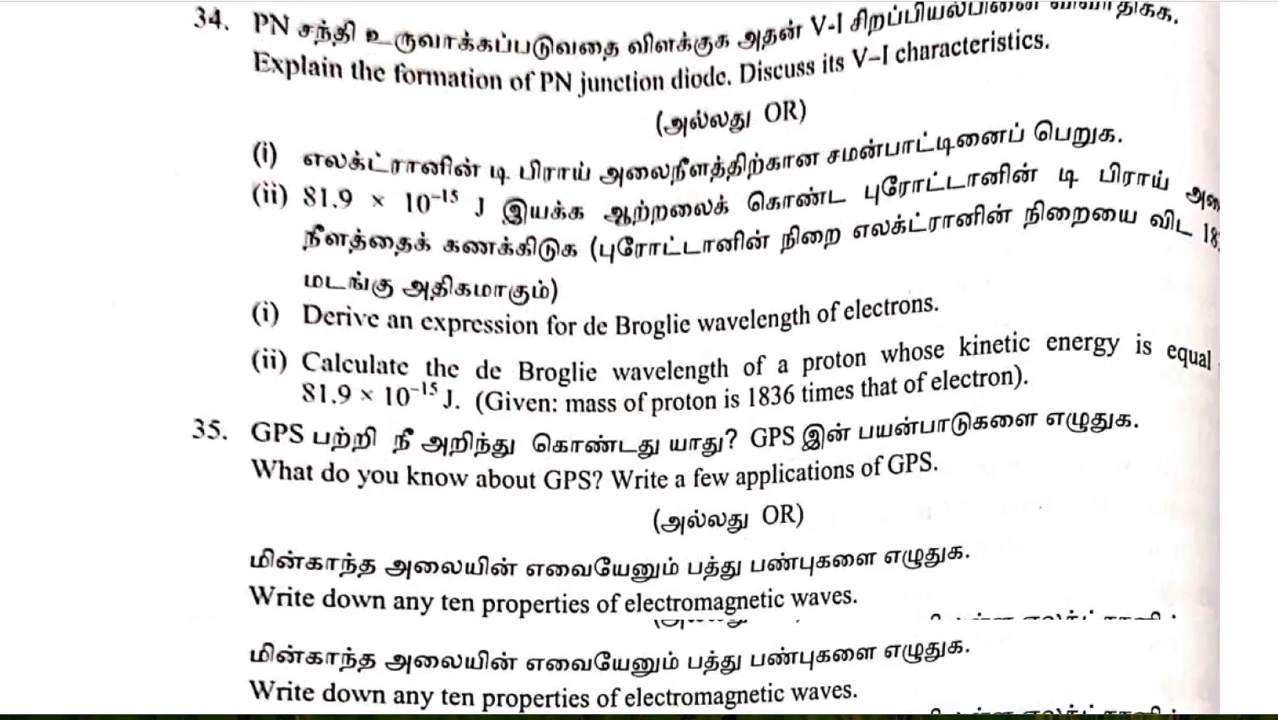 34. PN சந்தி உருவாக்கப்படுவதை விளக்குக அதன் V-I
Explain the formation of PN junction diode. Discuss its V–I characteristics.
(அல்லது OR)
(i) எலக்ட்ரானின் டி பிராய் அலைநீளத்திற்கான சமன்பாட்டினைப் பெறுக.
(ii) 81.9 × 10⁻¹⁵ J இயக்க ஆற்றலைக் கொண்ட புரோட்டானின் டி பிராய்
நீளத்தைக் கணக்கிடுக (புரோட்டானின் நிறை எலக்ட்ரானின் நிறையை விட
மடங்கு அதிகமாகும்)
(i) Derive an expression for de Broglie wavelength of electrons.
(ii) Calculate the de Broglie wavelength of a proton whose kinetic energy is equal
81.9 × 10⁻¹⁵ J. (Given: mass of proton is 1836 times that of electron).
35. GPS பற்றி நீ அறிந்து கொண்டது யாது? GPS இன் பயன்பாடுகளை எழுதுக.
What do you know about GPS? Write a few applications of GPS.
(அல்லது OR)
மின்காந்த அலையின் எவையேனும் பத்து பண்புகளை எழுதுக.
Write down any ten properties of electromagnetic waves.
மின்காந்த அலையின் எவையேனும் பத்து பண்புகளை எழுதுக.
Write down any ten properties of electromagnetic waves.